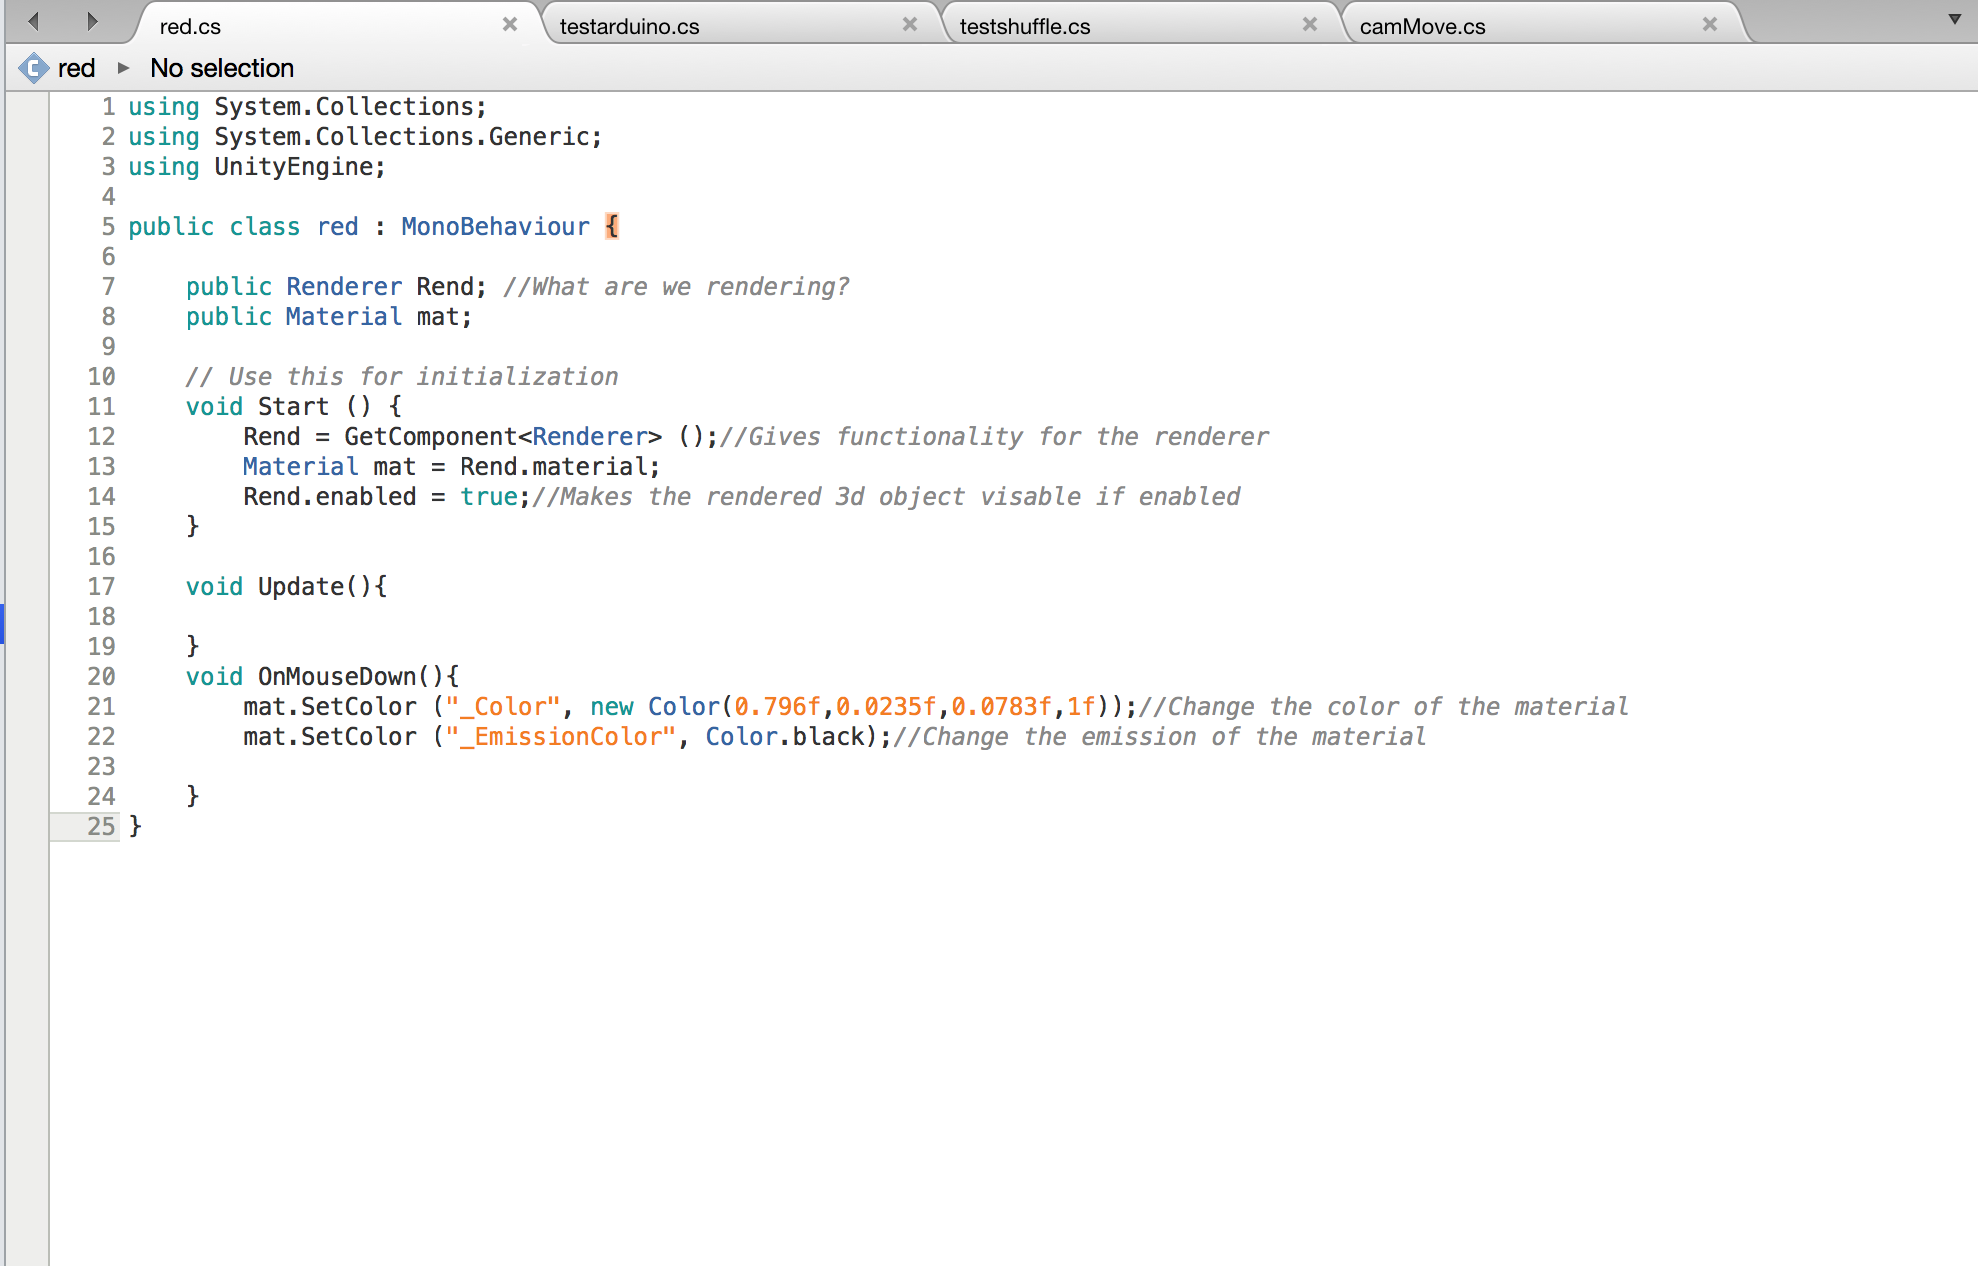 red.cs testarduino.cs testshuffle.cs camMove.cs
C red No selection
1 using System.Collections;
2 using System.Collections.Generic;
3 using UnityEngine;
4
5 public class red : MonoBehaviour {
6
7     public Renderer Rend; //What are we rendering?
8     public Material mat;
9
10     // Use this for initialization
11     void Start () {
12         Rend = GetComponent<Renderer> ();//Gives functionality for the renderer
13         Material mat = Rend.material;
14         Rend.enabled = true;//Makes the rendered 3d object visable if enabled
15     }
16
17     void Update(){
18
19     }
20     void OnMouseDown(){
21         mat.SetColor ("_Color", new Color(0.796f,0.0235f,0.0783f,1f));//Change the color of the material
22         mat.SetColor ("_EmissionColor", Color.black);//Change the emission of the material
23
24     }
25 }